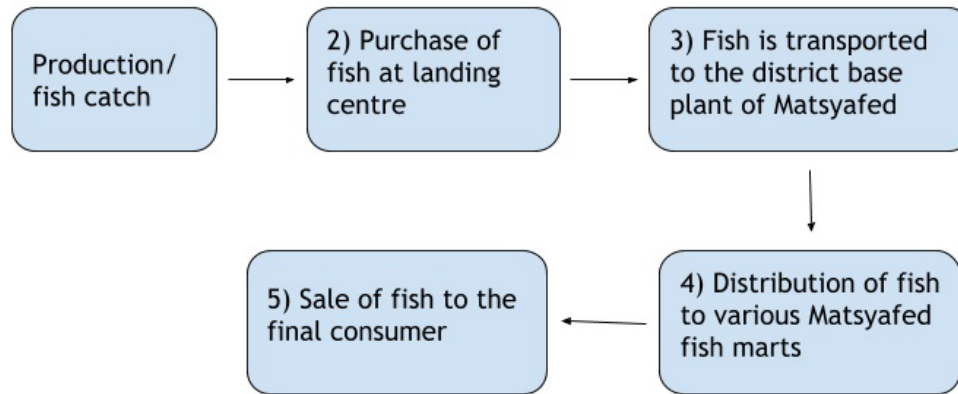 Production/
fish catch
2) Purchase of
fish at landing
centre
3) Fish is transported
to the district base
plant of Matsyafed
4) Distribution of fish
to various Matsyafed
fish marts
5) Sale of fish to the
final consumer